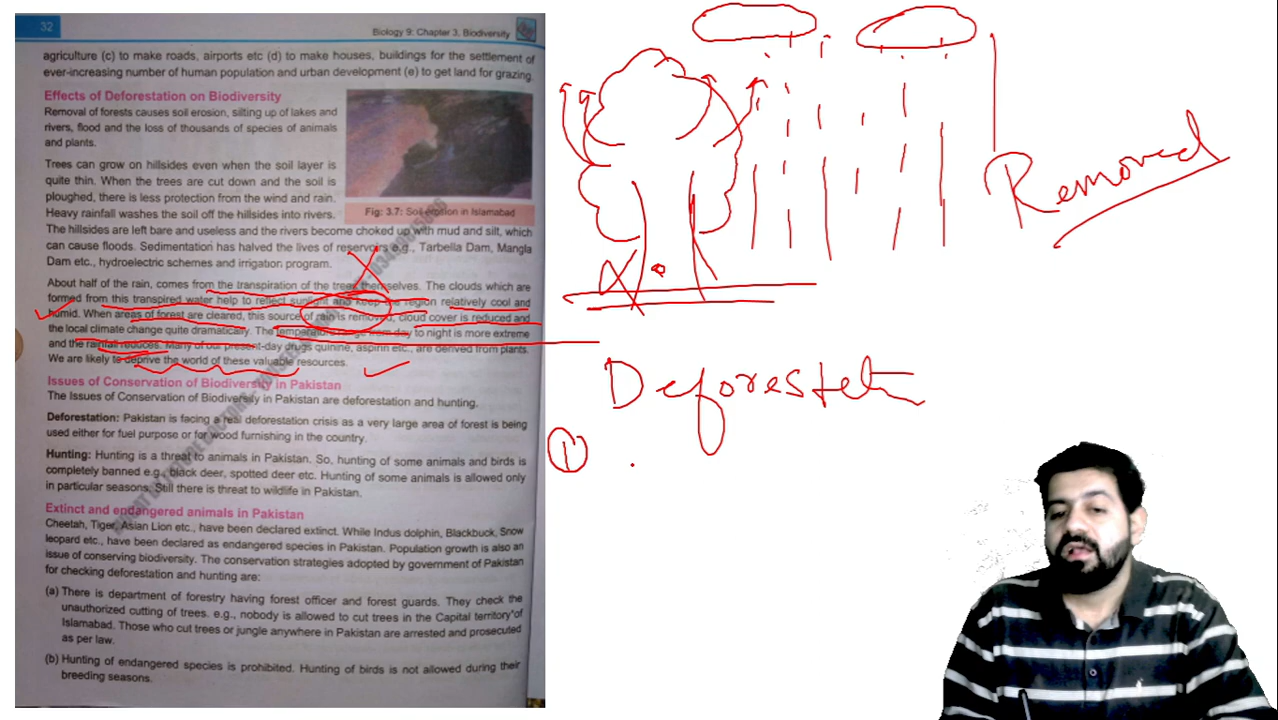 32
Biology 9: Chapter 3, Biodiversity
agriculture (c) to make roads, airports etc (d) to make houses, buildings for the settlement of
ever-increasing number of human population and urban development (e) to get land for grazing.
Effects of Deforestation on Biodiversity
Removal of forests causes soil erosion, silting up of lakes and
rivers, flood and the loss of thousands of species of animals
and plants.
Trees can grow on hillsides even when the soil layer is
quite thin. When the trees are cut down and the soil is
ploughed, there is less protection from the wind and rain.
Heavy rainfall washes the soil off the hillsides into rivers.
Fig: 3.7: Soil erosion in Islamabad
The hillsides are left bare and useless and the rivers become choked up with mud and silt, which
can cause floods. Sedimentation has halved the lives of reservoirs e.g., Tarbella Dam, Mangla
Dam etc., hydroelectric schemes and irrigation program.
About half of the rain, comes from the transpiration of the trees themselves. The clouds which are
formed from this transpired water help to reflect sunlight and keep the region relatively cool and
humid. When areas of forest are cleared, this source of rain is removed, cloud cover is reduced and
the local climate change quite dramatically. The temperature range from day to night is more extreme
and the rainfall reduces. Many of our present-day drugs quinine, aspirin etc., are derived from plants.
We are likely to deprive the world of these valuable resources.
Issues of Conservation of Biodiversity in Pakistan
The Issues of Conservation of Biodiversity in Pakistan are deforestation and hunting.
Deforestation: Pakistan is facing a real deforestation crisis as a very large area of forest is being
used either for fuel purpose or for wood furnishing in the country.
Hunting: Hunting is a threat to animals in Pakistan. So, hunting of some animals and birds is
completely banned e.g., black deer, spotted deer etc. Hunting of some animals is allowed only
in particular seasons. Still there is threat to wildlife in Pakistan.
Extinct and endangered animals in Pakistan
Cheetah, Tiger, Asian Lion etc., have been declared extinct. While Indus dolphin, Blackbuck, Snow
leopard etc., have been declared as endangered species in Pakistan. Population growth is also an
issue of conserving biodiversity. The conservation strategies adopted by government of Pakistan
for checking deforestation and hunting are:
(a) There is department of forestry having forest officer and forest guards. They check the
unauthorized cutting of trees. e.g., nobody is allowed to cut trees in the Capital territory of
Islamabad. Those who cut trees or jungle anywhere in Pakistan are arrested and prosecuted
as per law.
(b) Hunting of endangered species is prohibited. Hunting of birds is not allowed during their
breeding seasons.
Removed
Deforestet
1